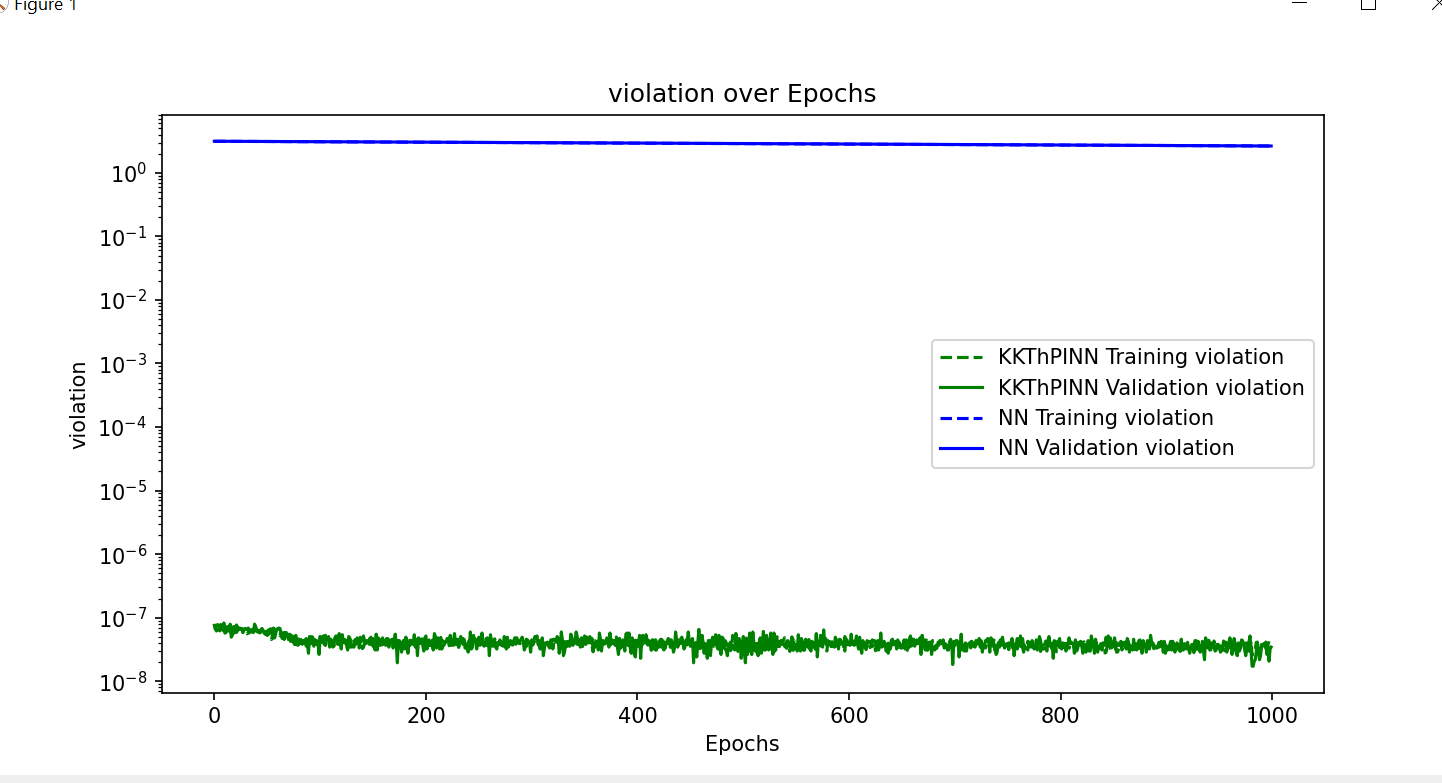 Figure 1
violation over Epochs
10⁰
10⁻¹
10⁻²
10⁻³
10⁻⁴
10⁻⁵
10⁻⁶
10⁻⁷
10⁻⁸
violation
KKThPINN Training violation
KKThPINN Validation violation
NN Training violation
NN Validation violation
0 200 400 600 800 1000
Epochs